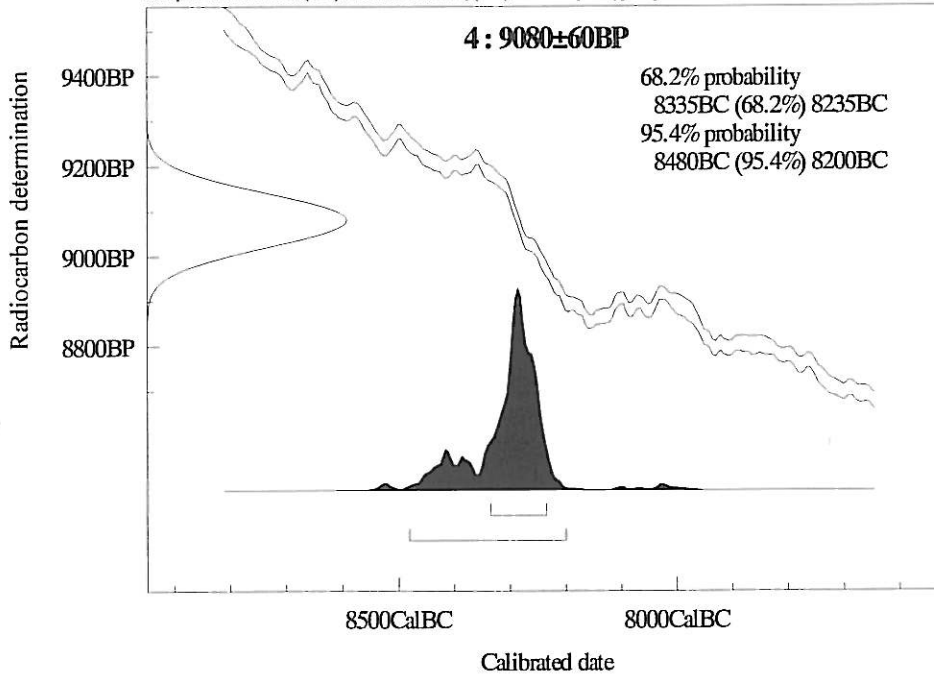 4 : 9080±60BP
68.2% probability
8335BC (68.2%) 8235BC
95.4% probability
8480BC (95.4%) 8200BC
Radiocarbon determination
9400BP
9200BP
9000BP
8800BP
8500CalBC
8000CalBC
Calibrated date